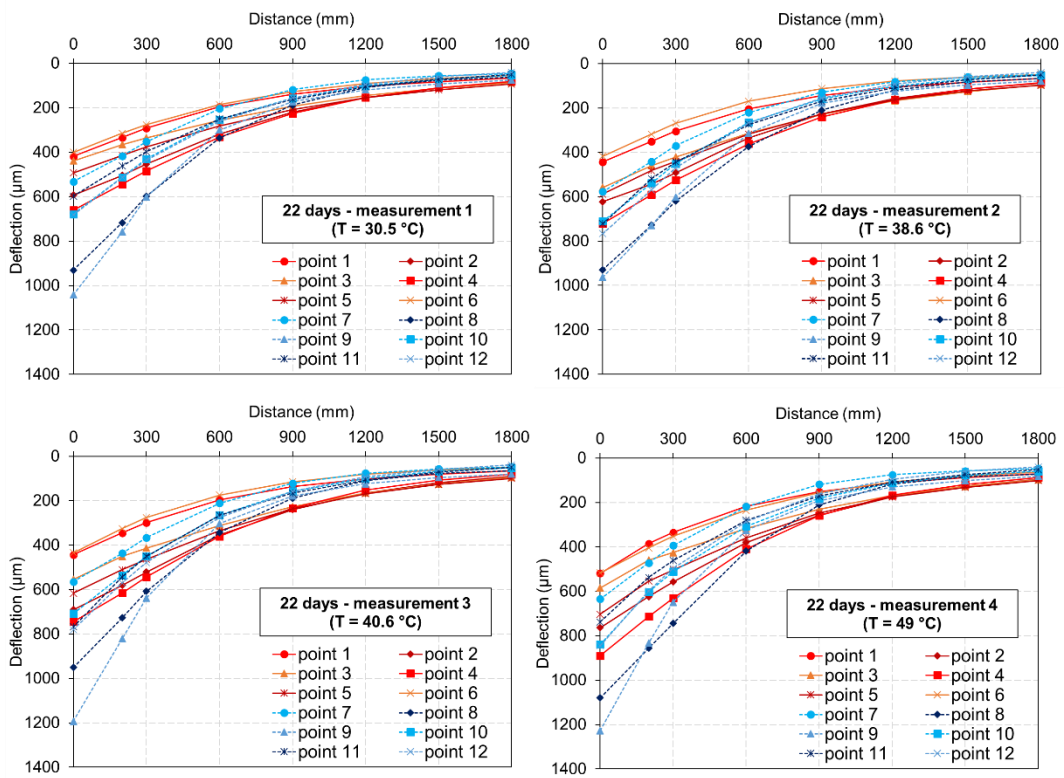 Distance (mm)
0 300 600 900 1200 1500 1800
0
200
400
600
800
1000
1200
1400
Deflection (µm)
22 days - measurement 1
(T = 30.5 °C)
point 1 point 2
point 3 point 4
point 5 point 6
point 7 point 8
point 9 point 10
point 11 point 12
Distance (mm)
0 300 600 900 1200 1500 1800
0
200
400
600
800
1000
1200
1400
Deflection (µm)
22 days - measurement 2
(T = 38.6 °C)
point 1 point 2
point 3 point 4
point 5 point 6
point 7 point 8
point 9 point 10
point 11 point 12
Distance (mm)
0 300 600 900 1200 1500 1800
0
200
400
600
800
1000
1200
1400
Deflection (µm)
22 days - measurement 3
(T = 40.6 °C)
point 1 point 2
point 3 point 4
point 5 point 6
point 7 point 8
point 9 point 10
point 11 point 12
Distance (mm)
0 300 600 900 1200 1500 1800
0
200
400
600
800
1000
1200
1400
Deflection (µm)
22 days - measurement 4
(T = 49 °C)
point 1 point 2
point 3 point 4
point 5 point 6
point 7 point 8
point 9 point 10
point 11 point 12